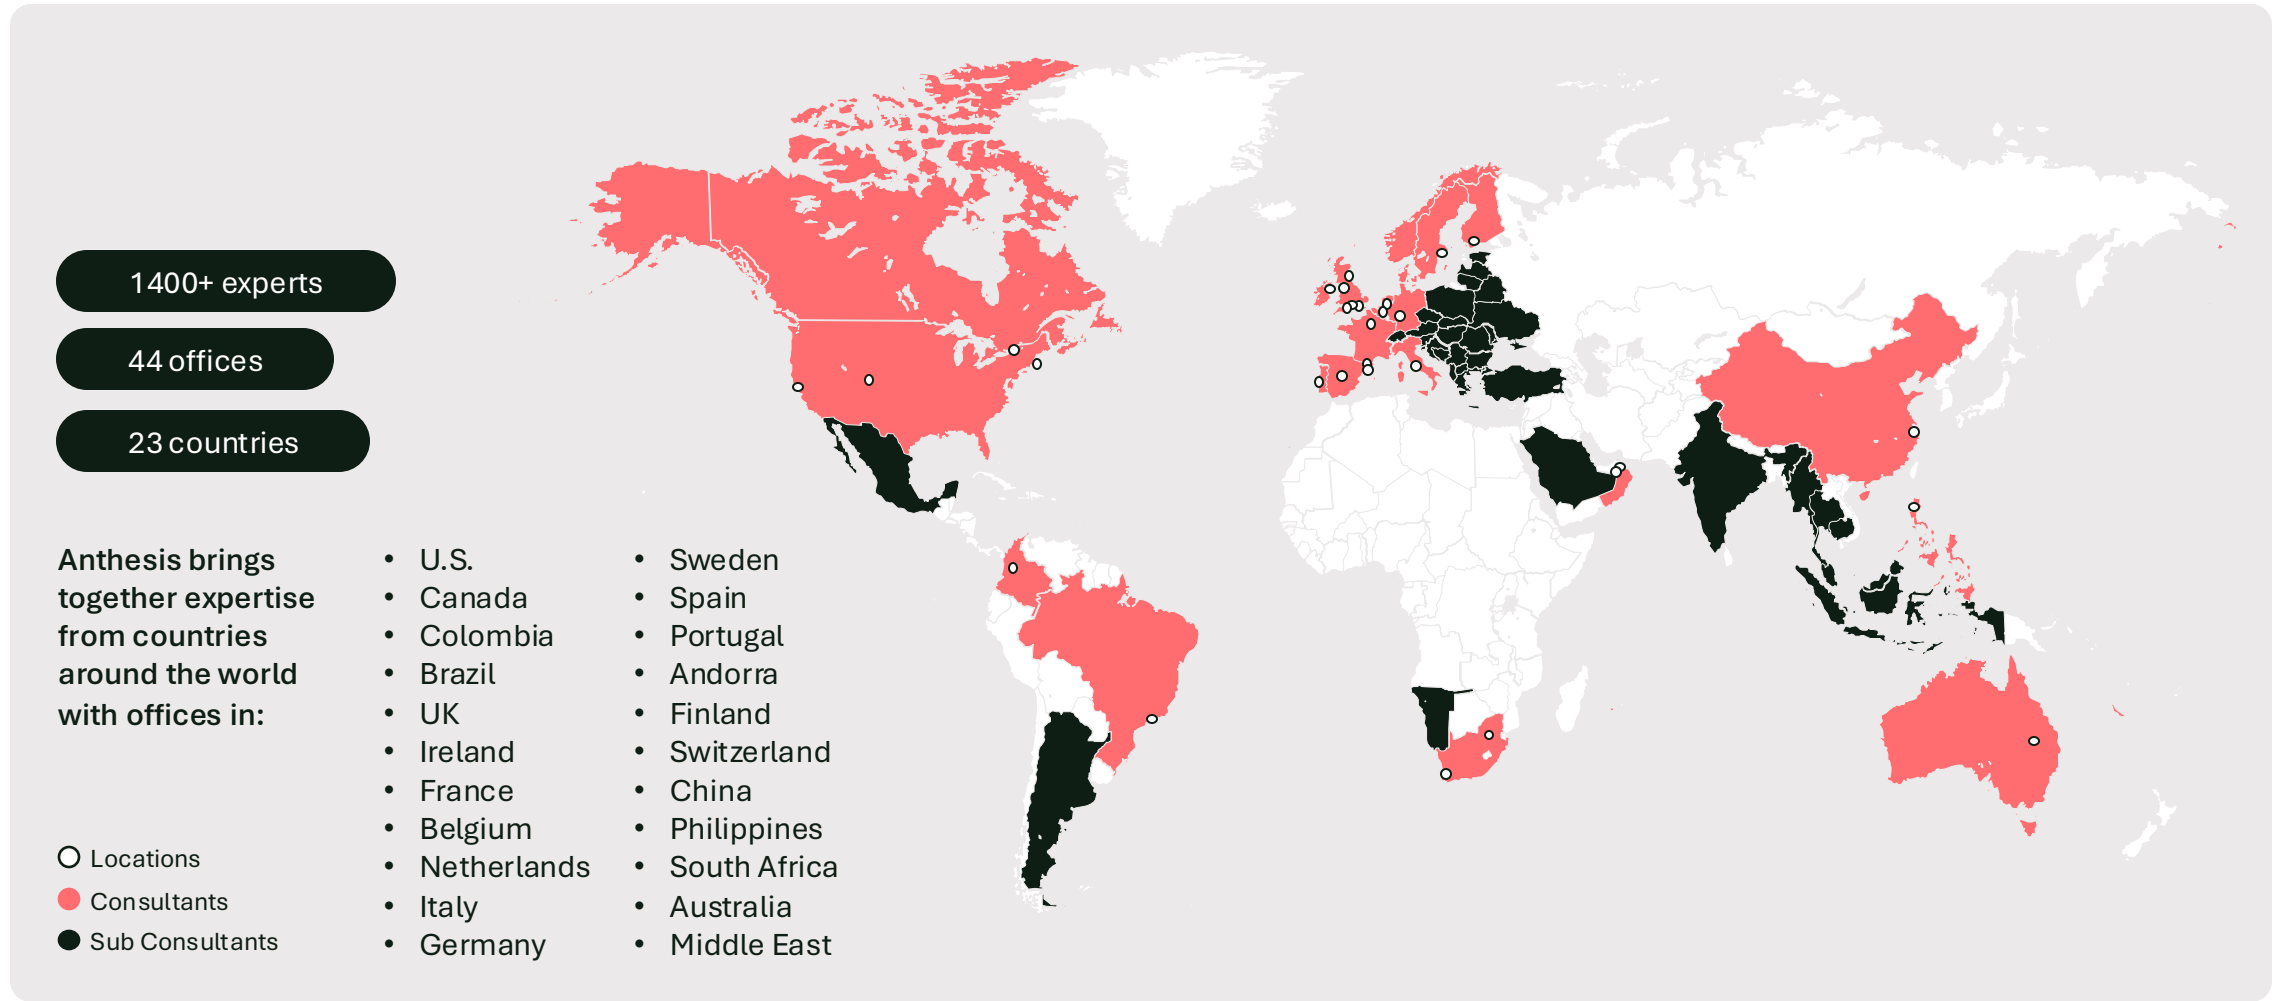 1400+ experts
44 offices
23 countries
Anthesis brings
together expertise
from countries
around the world
with offices in:
• U.S.
• Canada
• Colombia
• Brazil
• UK
• Ireland
• France
• Belgium
• Netherlands
• Italy
• Germany
• Sweden
• Spain
• Portugal
• Andorra
• Finland
• Switzerland
• China
• Philippines
• South Africa
• Australia
• Middle East
Locations
Consultants
Sub Consultants